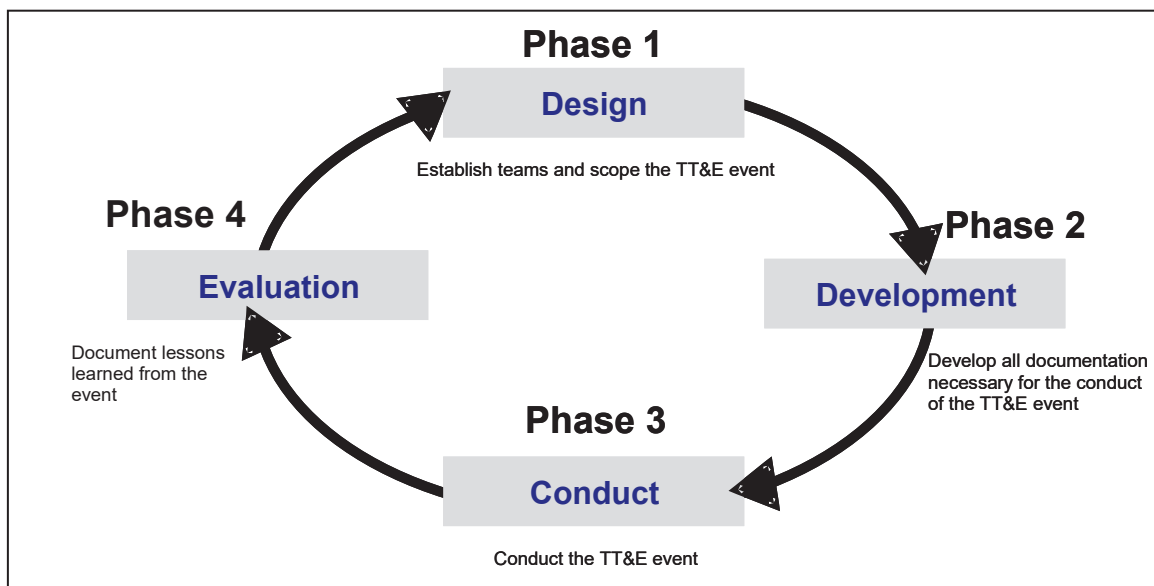 Phase 1
Design
Establish teams and scope the TT&E event
Phase 2
Development
Develop all documentation
necessary for the conduct
of the TT&E event
Phase 3
Conduct
Conduct the TT&E event
Phase 4
Evaluation
Document lessons
learned from the
event